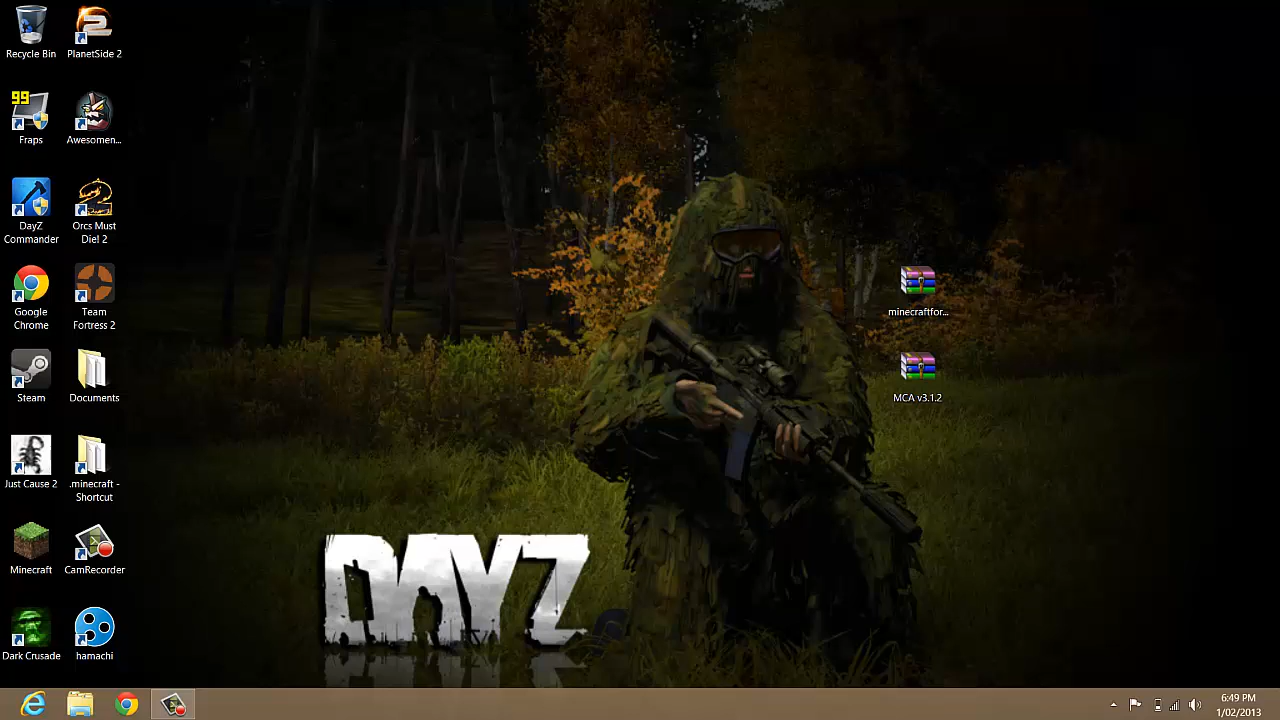 Recycle Bin
PlanetSide 2
99
Fraps
Awesomen...
DayZ
Commander
Orcs Must
Die! 2
Google
Chrome
Team
Fortress 2
Steam
Documents
Just Cause 2
.minecraft -
Shortcut
Minecraft
CamRecorder
Dark Crusade
hamachi
minecraftfor...
MCA v3.1.2
DAYZ
6:49 PM
1/02/2013